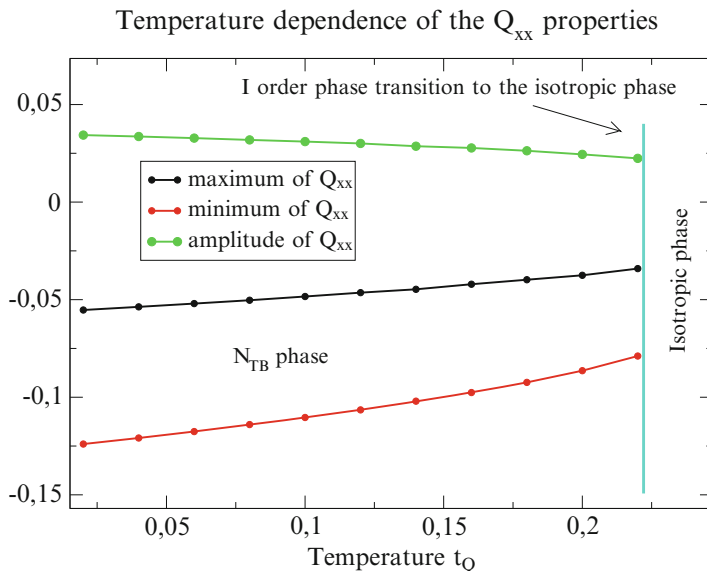 Temperature dependence of the Qxx properties
I order phase transition to the isotropic phase
0,05
0
-0,05
-0,1
-0,15
maximum of Qxx
minimum of Qxx
amplitude of Qxx
NTB phase
Isotropic phase
0,05
0,1
0,15
0,2
Temperature tQ